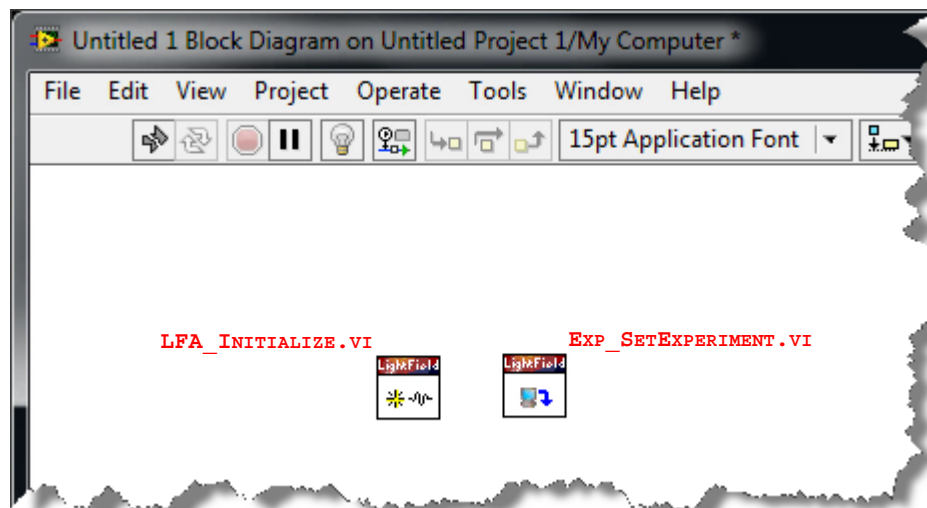 Untitled 1 Block Diagram on Untitled Project 1/My Computer *
File Edit View Project Operate Tools Window Help
15pt Application Font
LFA_INITIALIZE.VI
EXP_SETEXPERIMENT.VI
LightField
LightField